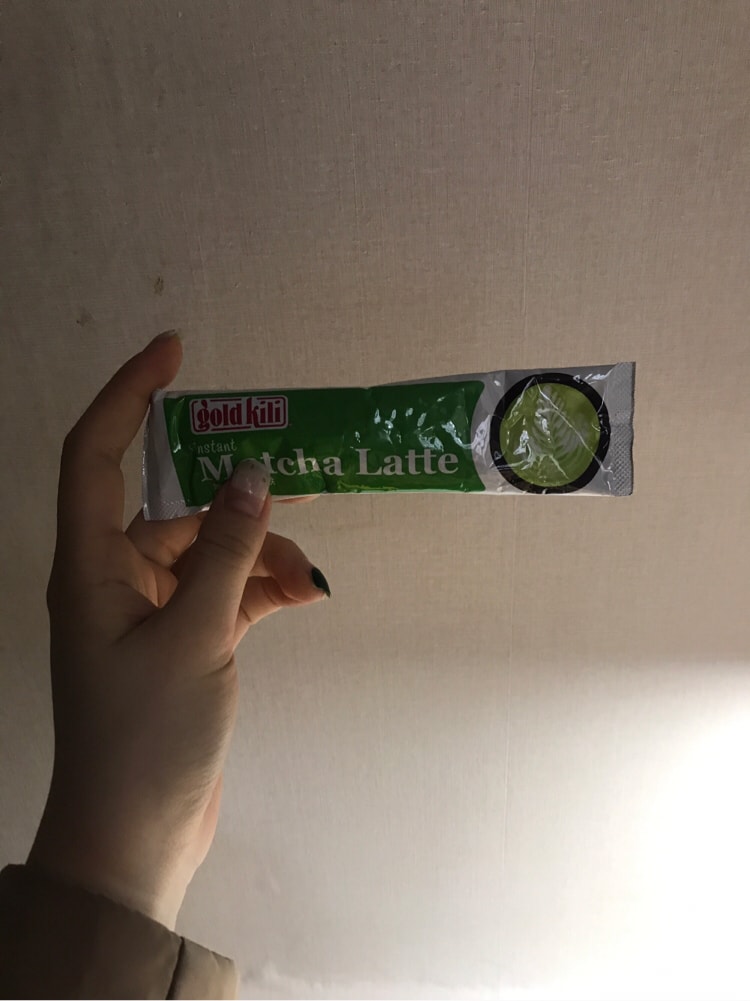 gold kili
instant
Matcha Latte